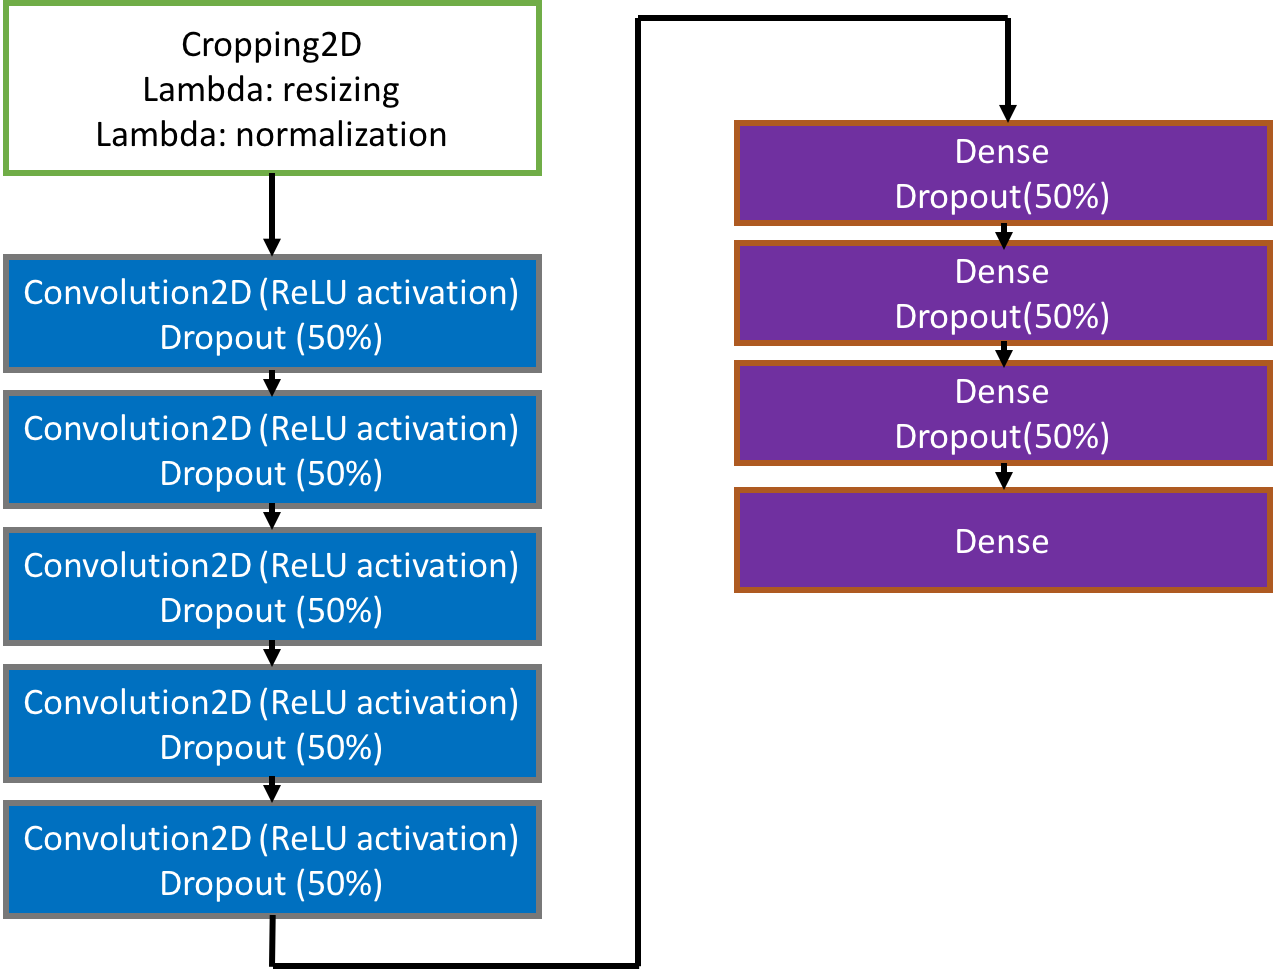 Cropping2D
Lambda: resizing
Lambda: normalization
Convolution2D (ReLU activation)
Dropout (50%)
Convolution2D (ReLU activation)
Dropout (50%)
Convolution2D (ReLU activation)
Dropout (50%)
Convolution2D (ReLU activation)
Dropout (50%)
Convolution2D (ReLU activation)
Dropout (50%)
Dense
Dropout(50%)
Dense
Dropout(50%)
Dense
Dropout(50%)
Dense